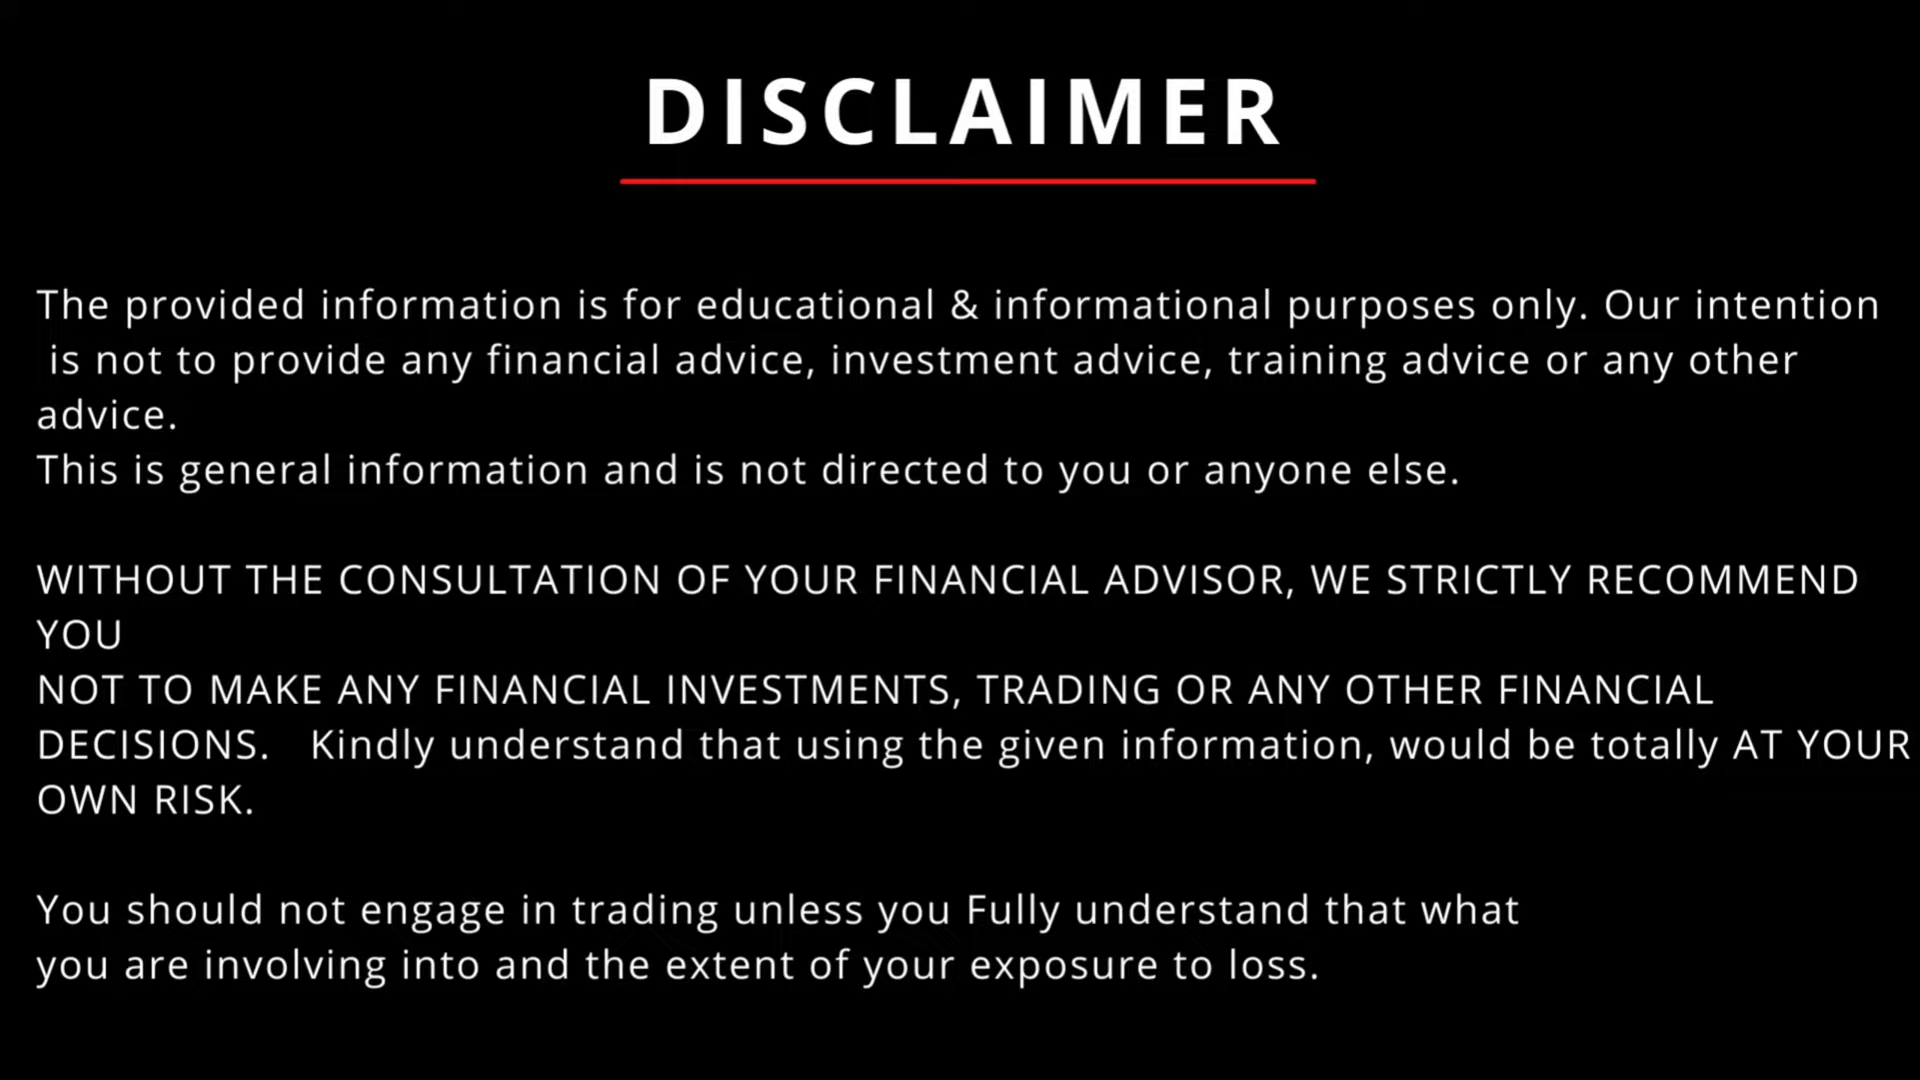 DISCLAIMER
The provided information is for educational & informational purposes only. Our intention
is not to provide any financial advice, investment advice, training advice or any other
advice.
This is general information and is not directed to you or anyone else.
WITHOUT THE CONSULTATION OF YOUR FINANCIAL ADVISOR, WE STRICTLY RECOMMEND
YOU
NOT TO MAKE ANY FINANCIAL INVESTMENTS, TRADING OR ANY OTHER FINANCIAL
DECISIONS. Kindly understand that using the given information, would be totally AT YOUR
OWN RISK.
You should not engage in trading unless you Fully understand that what
you are involving into and the extent of your exposure to loss.